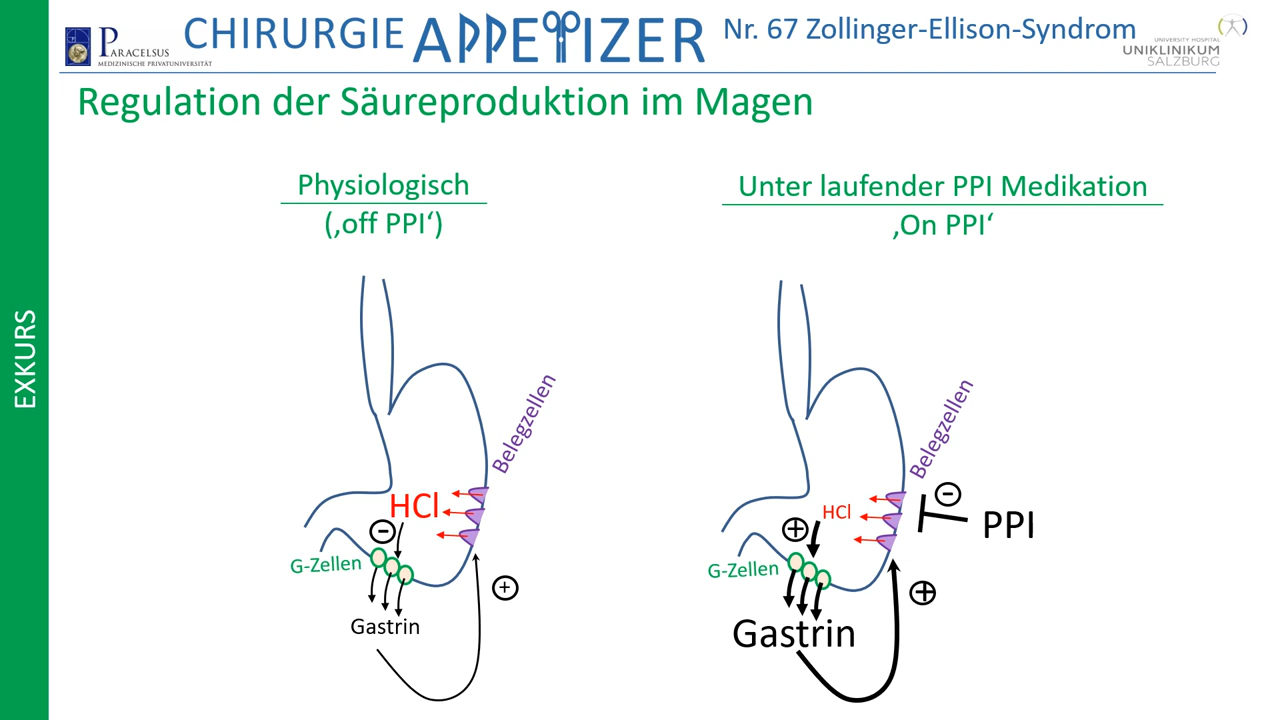 PARACELSUS
MEDIZINISCHE PRIVATUNIVERSITÄT
CHIRURGIE APPETIZER
Nr. 67 Zollinger-Ellison-Syndrom
UNIVERSITY HOSPITAL
UNIKLINIKUM
SALZBURG
Regulation der Säureproduktion im Magen
EXKURS
Physiologisch
(‚off PPI‘)
Belegzellen
HCl
−
G-Zellen
+
Gastrin
Unter laufender PPI Medikation
‚On PPI‘
Belegzellen
−
HCl
PPI
+
G-Zellen
+
Gastrin